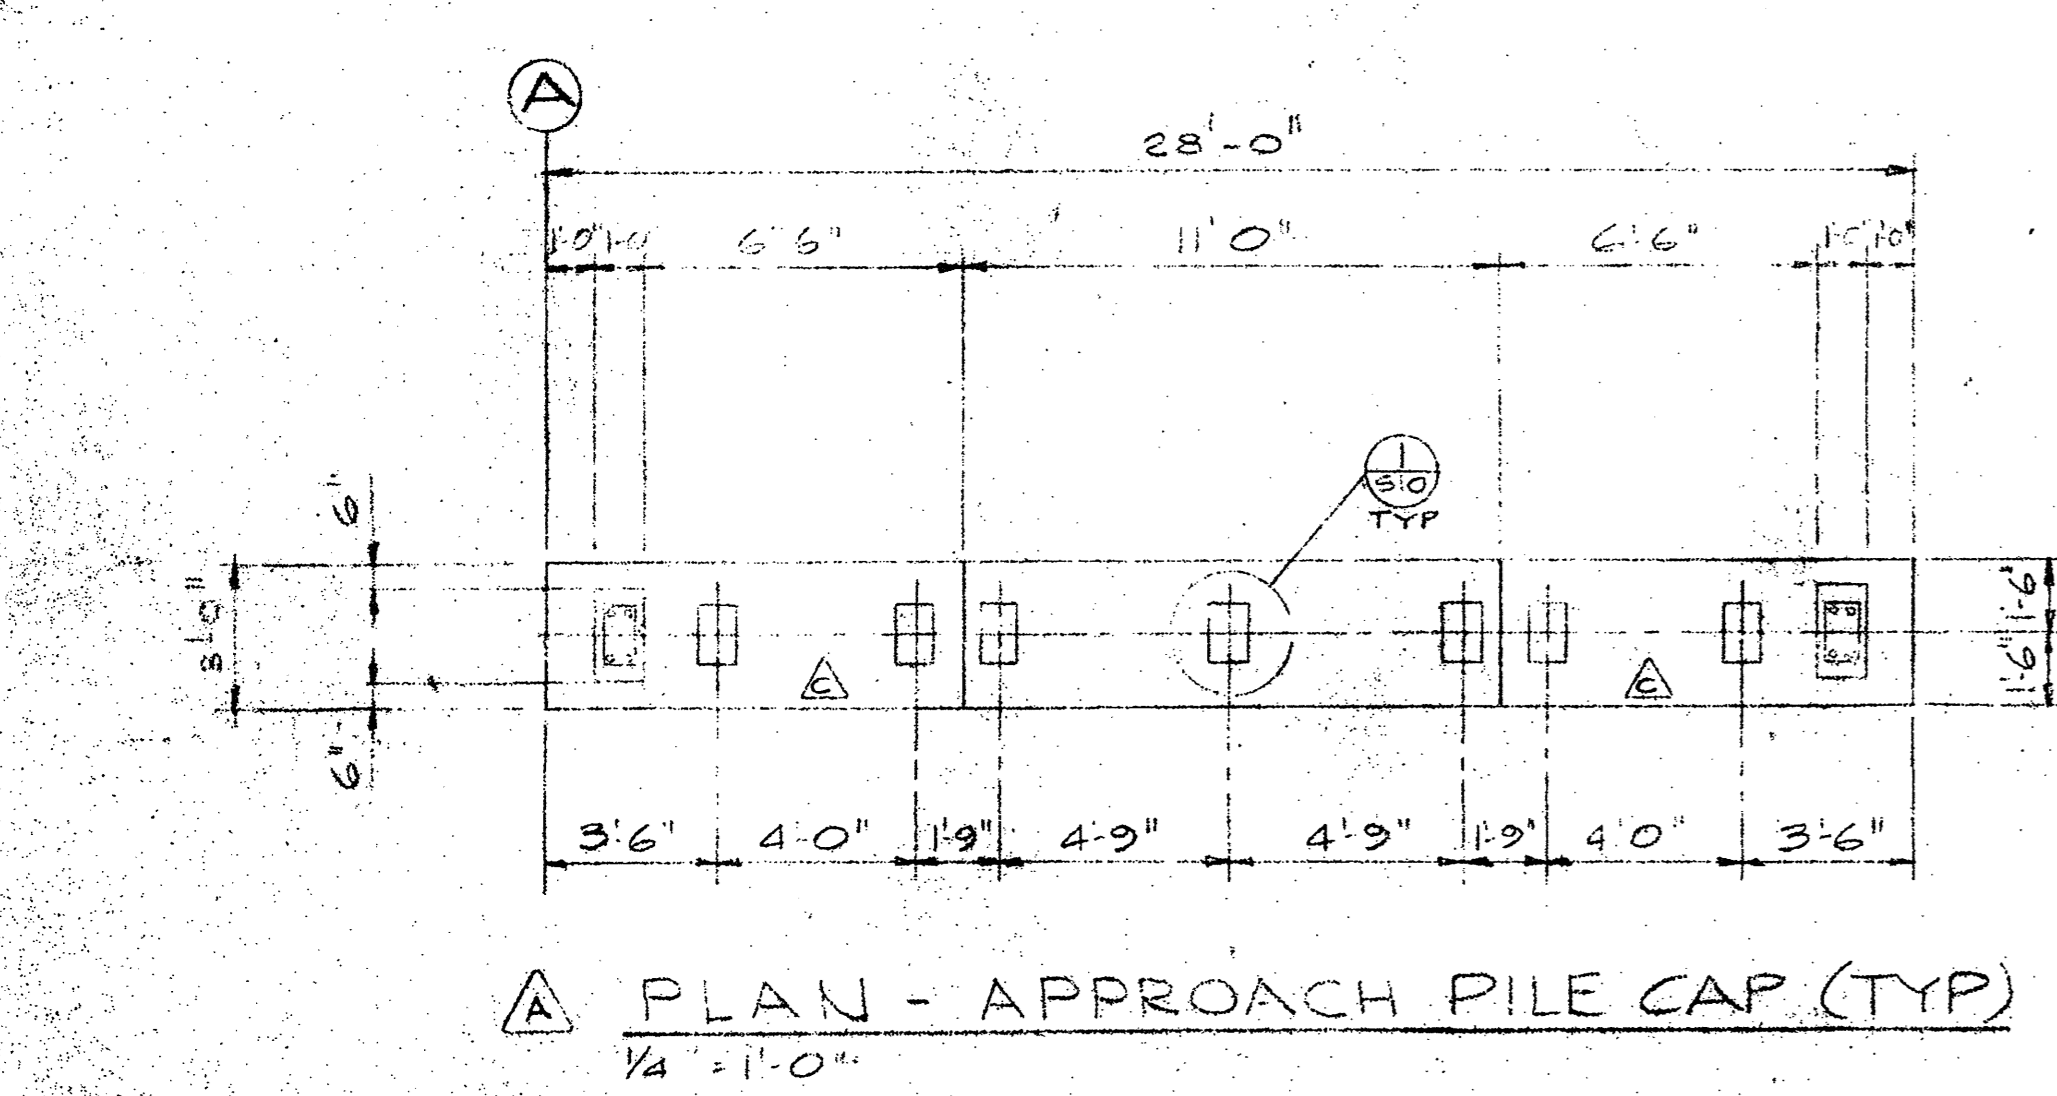 A
28'-0"
1'-0" 1'-0 6'6" 11'0" 6'-6" 1'-0" 1'-0"
1
S10
TYP
6"
3'-0"
6"
1'-6" 1'-6"
C C
3'-6" 4'-0" 1'-9" 4'-9" 4'-9" 1'-9" 4'0" 3'-6"
A PLAN - APPROACH PILE CAP (TYP)
1/4" = 1'-0"